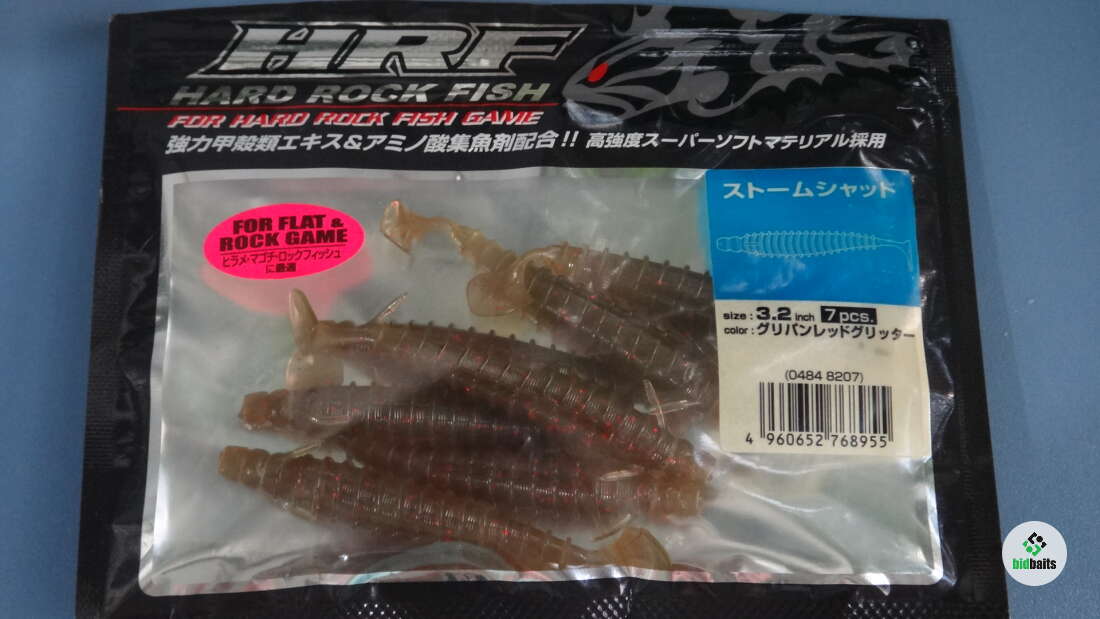 HRF
HARD ROCK FISH
FOR HARD ROCK FISH GAME
強力甲殻類エキス&アミノ酸集魚剤配合!! 高強度スーパーソフトマテリアル採用
FOR FLAT &
ROCK GAME
ヒラメ・マゴチ・ロックフィッシュ
に最適
ストームシャッド
size : 3.2 inch 7 pcs.
color : グリパンレッドグリッター
(0484 8207)
4 960652 768955
bidbaits